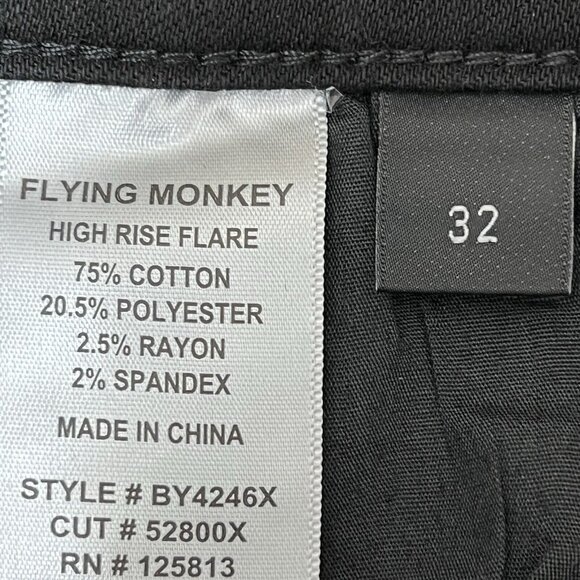 FLYING MONKEY
HIGH RISE FLARE
75% COTTON
20.5% POLYESTER
2.5% RAYON
2% SPANDEX
MADE IN CHINA
STYLE # BY4246X
CUT # 52800X
RN # 125813
32